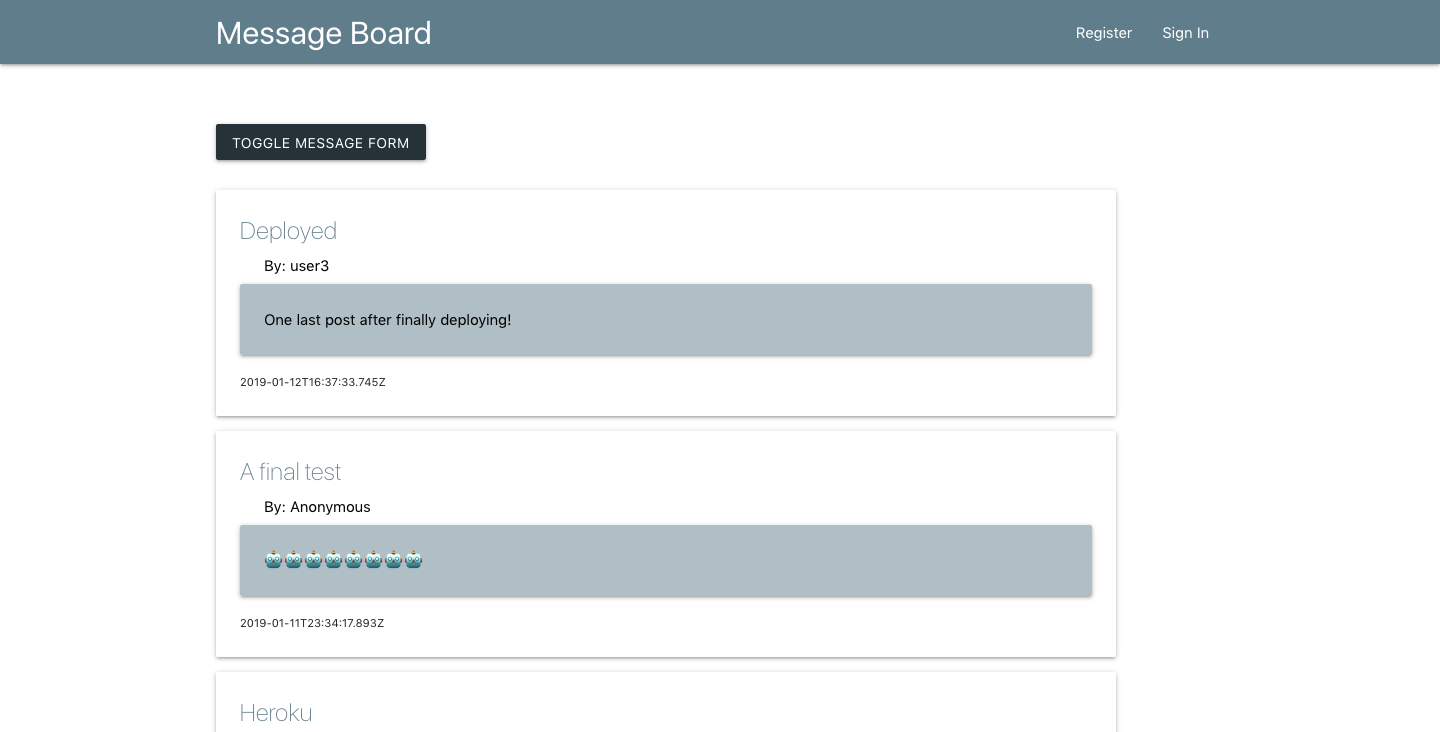 Message Board
Register Sign In
TOGGLE MESSAGE FORM
Deployed
By: user3
One last post after finally deploying!
2019-01-12T16:37:33.745Z
A final test
By: Anonymous
🤖🤖🤖🤖🤖🤖🤖🤖
2019-01-11T23:34:17.893Z
Heroku